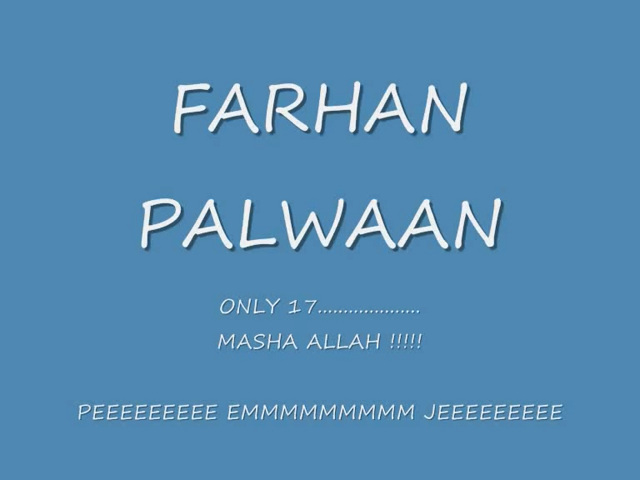 FARHAN
PALWAAN
ONLY 17....................
MASHA ALLAH !!!!!
PEEEEEEEEE EMMMMMMMMM JEEEEEEEEE